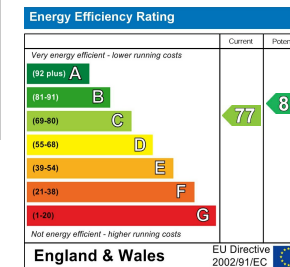 Energy Efficiency Rating
Current
Very energy efficient - lower running costs
(92 plus) A
(81-91) B
(69-80) C
77
(55-68) D
(39-54) E
(21-38) F
(1-20) G
Not energy efficient - higher running costs
England & Wales
EU Directive
2002/91/EC